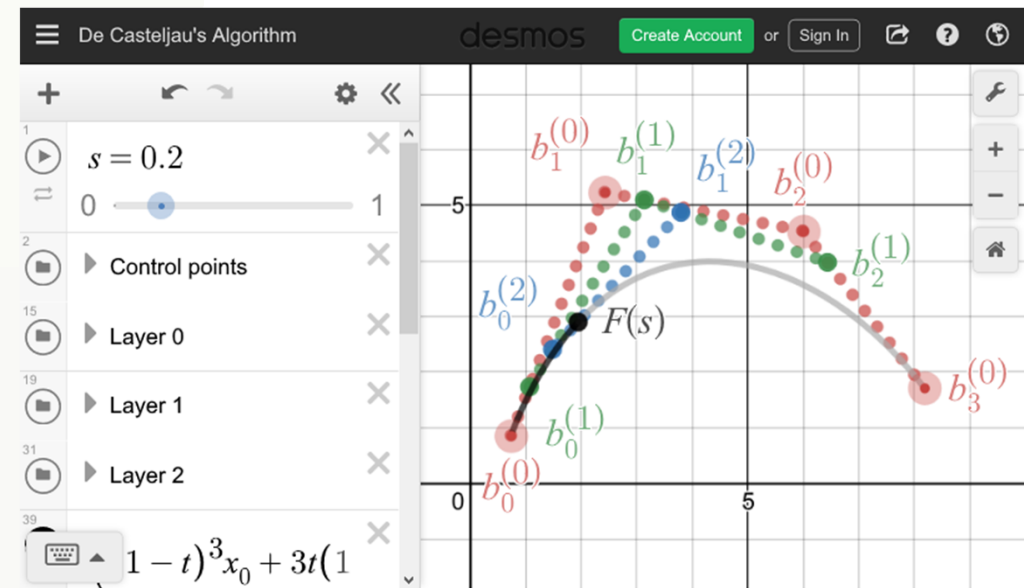 De Casteljau's Algorithm
desmos
Create Account or Sign In
1
s = 0.2
0 1
2
Control points
15
Layer 0
19
Layer 1
31
Layer 2
39
1 − t)³x₀ + 3t(1
b₁⁽⁰⁾
b₁⁽¹⁾
b₁⁽²⁾
b₂⁽⁰⁾
5
b₂⁽¹⁾
b₀⁽²⁾
F(s)
b₃⁽⁰⁾
b₀⁽¹⁾
b₀⁽⁰⁾
0
5